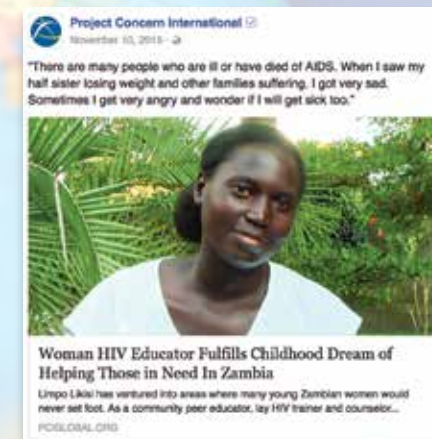 Project Concern International
November 10, 2015
"There are many people who are ill or have died of AIDS. When I saw my
half sister losing weight and other families suffering, I got very sad.
Sometimes I get very angry and wonder if I will get sick too."
Woman HIV Educator Fulfills Childhood Dream of
Helping Those in Need In Zambia
Limpo Likisi has ventured into areas where many young Zambian women would
never set foot. As a community peer educator, lay HIV trainer and counselor...
PCIGLOBAL.ORG